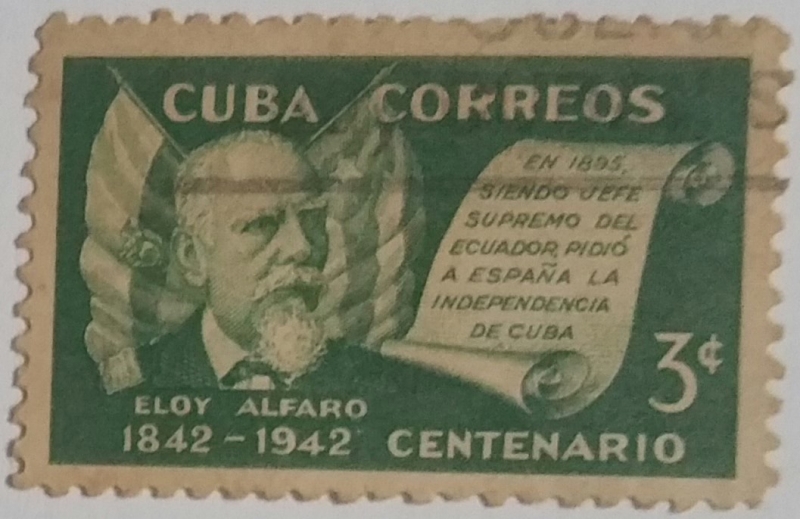 CUBA CORREOS
EN 1895,
SIENDO JEFE
SUPREMO DEL
ECUADOR, PIDIÓ
A ESPAÑA LA
INDEPENDENCIA
DE CUBA
3¢
ELOY ALFARO
1842-1942 CENTENARIO